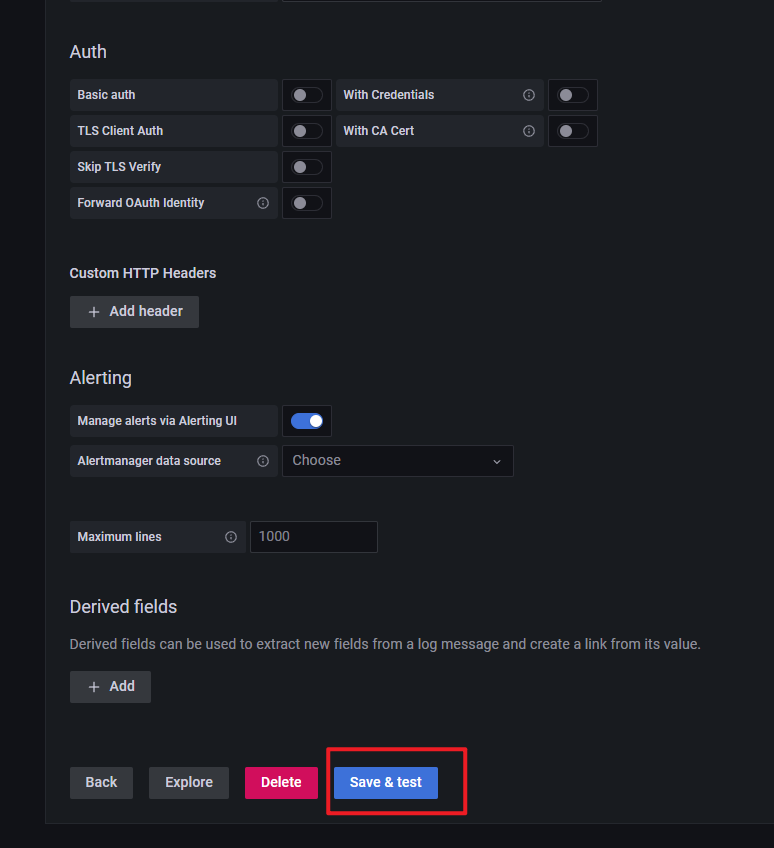 Auth
Basic auth With Credentials
TLS Client Auth With CA Cert
Skip TLS Verify
Forward OAuth Identity
Custom HTTP Headers
+ Add header
Alerting
Manage alerts via Alerting UI
Alertmanager data source Choose
Maximum lines 1000
Derived fields
Derived fields can be used to extract new fields from a log message and create a link from its value.
+ Add
Back Explore Delete Save & test